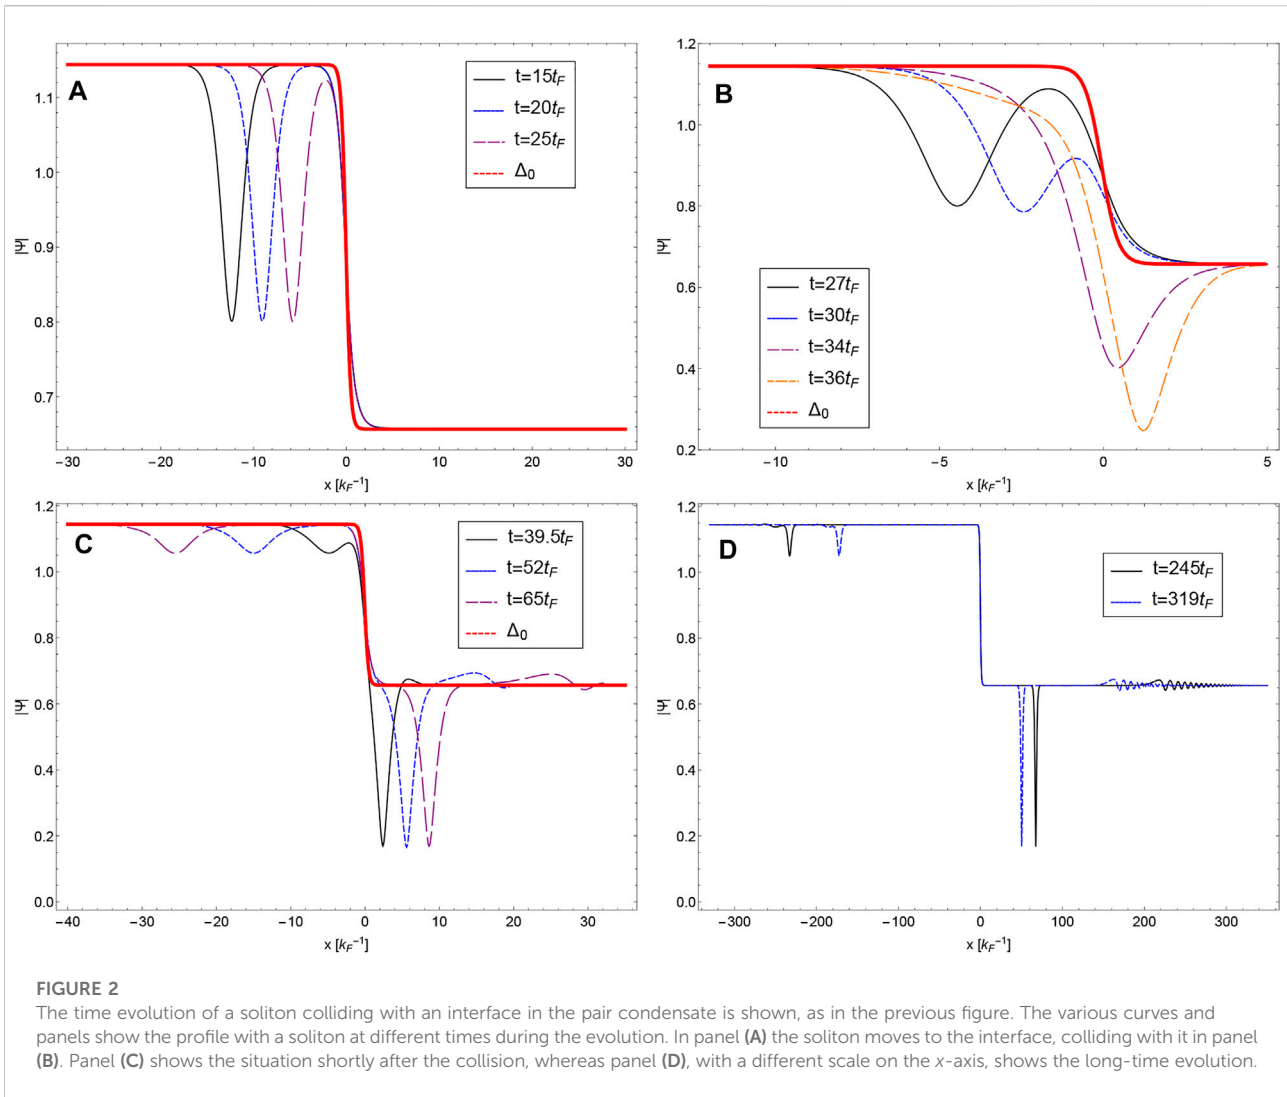 A
t=15t_F
t=20t_F
t=25t_F
Δ₀
|Ψ|
1.1
1.0
0.9
0.8
0.7
−30 −20 −10 0 10 20 30
x [k_F⁻¹]
B
t=27t_F
t=30t_F
t=34t_F
t=36t_F
Δ₀
|Ψ|
1.2
1.0
0.8
0.6
0.4
0.2
−10 −5 0 5
x [k_F⁻¹]
C
t=39.5t_F
t=52t_F
t=65t_F
Δ₀
|Ψ|
1.2
1.0
0.8
0.6
0.4
0.2
0.0
−40 −30 −20 −10 0 10 20 30
x [k_F⁻¹]
D
t=245t_F
t=319t_F
|Ψ|
1.2
1.0
0.8
0.6
0.4
0.2
0.0
−300 −200 −100 0 100 200 300
x [k_F⁻¹]
FIGURE 2
The time evolution of a soliton colliding with an interface in the pair condensate is shown, as in the previous figure. The various curves and
panels show the profile with a soliton at different times during the evolution. In panel (A) the soliton moves to the interface, colliding with it in panel
(B). Panel (C) shows the situation shortly after the collision, whereas panel (D), with a different scale on the x-axis, shows the long-time evolution.